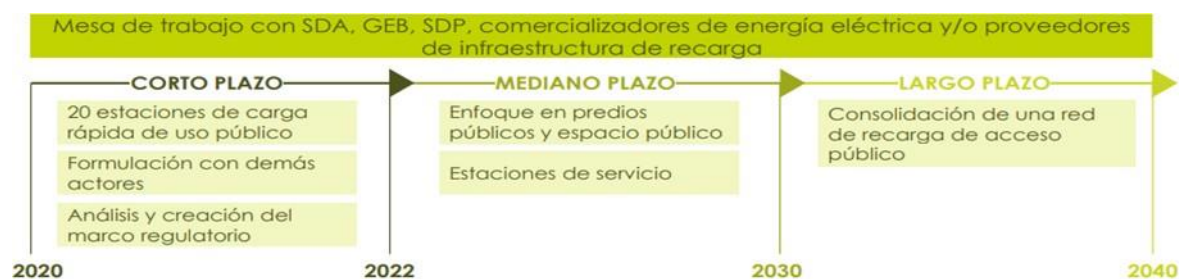 Mesa de trabajo con SDA, GEB, SDP, comercializadores de energía eléctrica y/o proveedores
de infraestructura de recarga
CORTO PLAZO
20 estaciones de carga
rápida de uso público
Formulación con demás
actores
Análisis y creación del
marco regulatorio
MEDIANO PLAZO
Enfoque en predios
públicos y espacio público
Estaciones de servicio
LARGO PLAZO
Consolidación de una red
de recarga de acceso
público
2020
2022
2030
2040